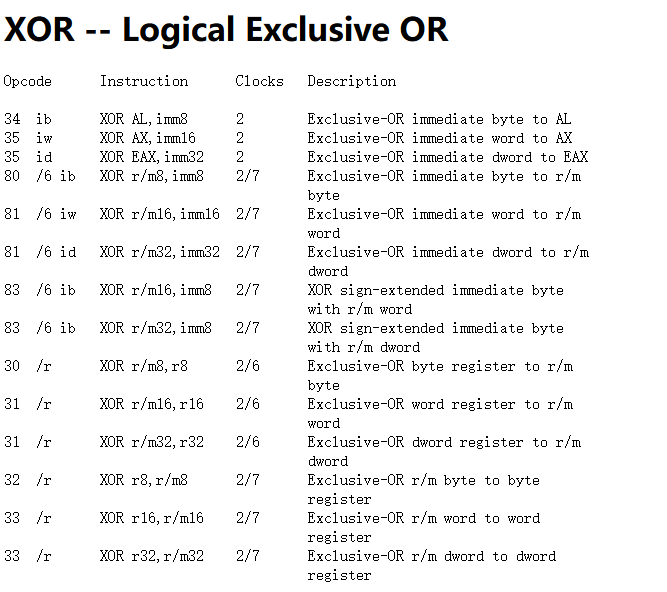 XOR -- Logical Exclusive OR
Opcode Instruction Clocks Description
34 ib XOR AL,imm8 2 Exclusive-OR immediate byte to AL
35 iw XOR AX,imm16 2 Exclusive-OR immediate word to AX
35 id XOR EAX,imm32 2 Exclusive-OR immediate dword to EAX
80 /6 ib XOR r/m8,imm8 2/7 Exclusive-OR immediate byte to r/m
byte
81 /6 iw XOR r/m16,imm16 2/7 Exclusive-OR immediate word to r/m
word
81 /6 id XOR r/m32,imm32 2/7 Exclusive-OR immediate dword to r/m
dword
83 /6 ib XOR r/m16,imm8 2/7 XOR sign-extended immediate byte
with r/m word
83 /6 ib XOR r/m32,imm8 2/7 XOR sign-extended immediate byte
with r/m dword
30 /r XOR r/m8,r8 2/6 Exclusive-OR byte register to r/m
byte
31 /r XOR r/m16,r16 2/6 Exclusive-OR word register to r/m
word
31 /r XOR r/m32,r32 2/6 Exclusive-OR dword register to r/m
dword
32 /r XOR r8,r/m8 2/7 Exclusive-OR r/m byte to byte
register
33 /r XOR r16,r/m16 2/7 Exclusive-OR r/m word to word
register
33 /r XOR r32,r/m32 2/7 Exclusive-OR r/m dword to dword
register